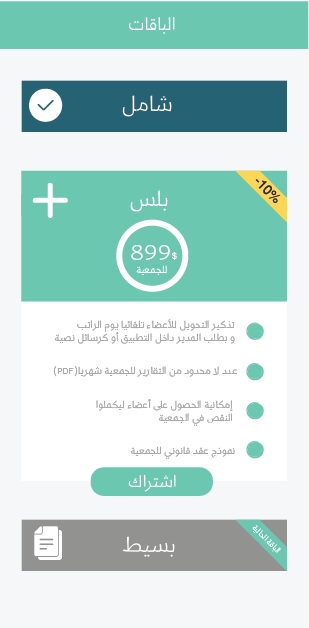 الباقات
شامل
-10%
بلس
899$
للجمعية
تذكير التحويل للأعضاء تلقائيا يوم الراتب
و بطلب المدير داخل التطبيق أو كرسائل نصية
عدد لا محدود من التقارير للجمعية شهريا(PDF)
إمكانية الحصول على أعضاء ليكملوا
النقص في الجمعية
نموذج عقد قانوني للجمعية
اشتراك
بسيط
الباقة الحالية